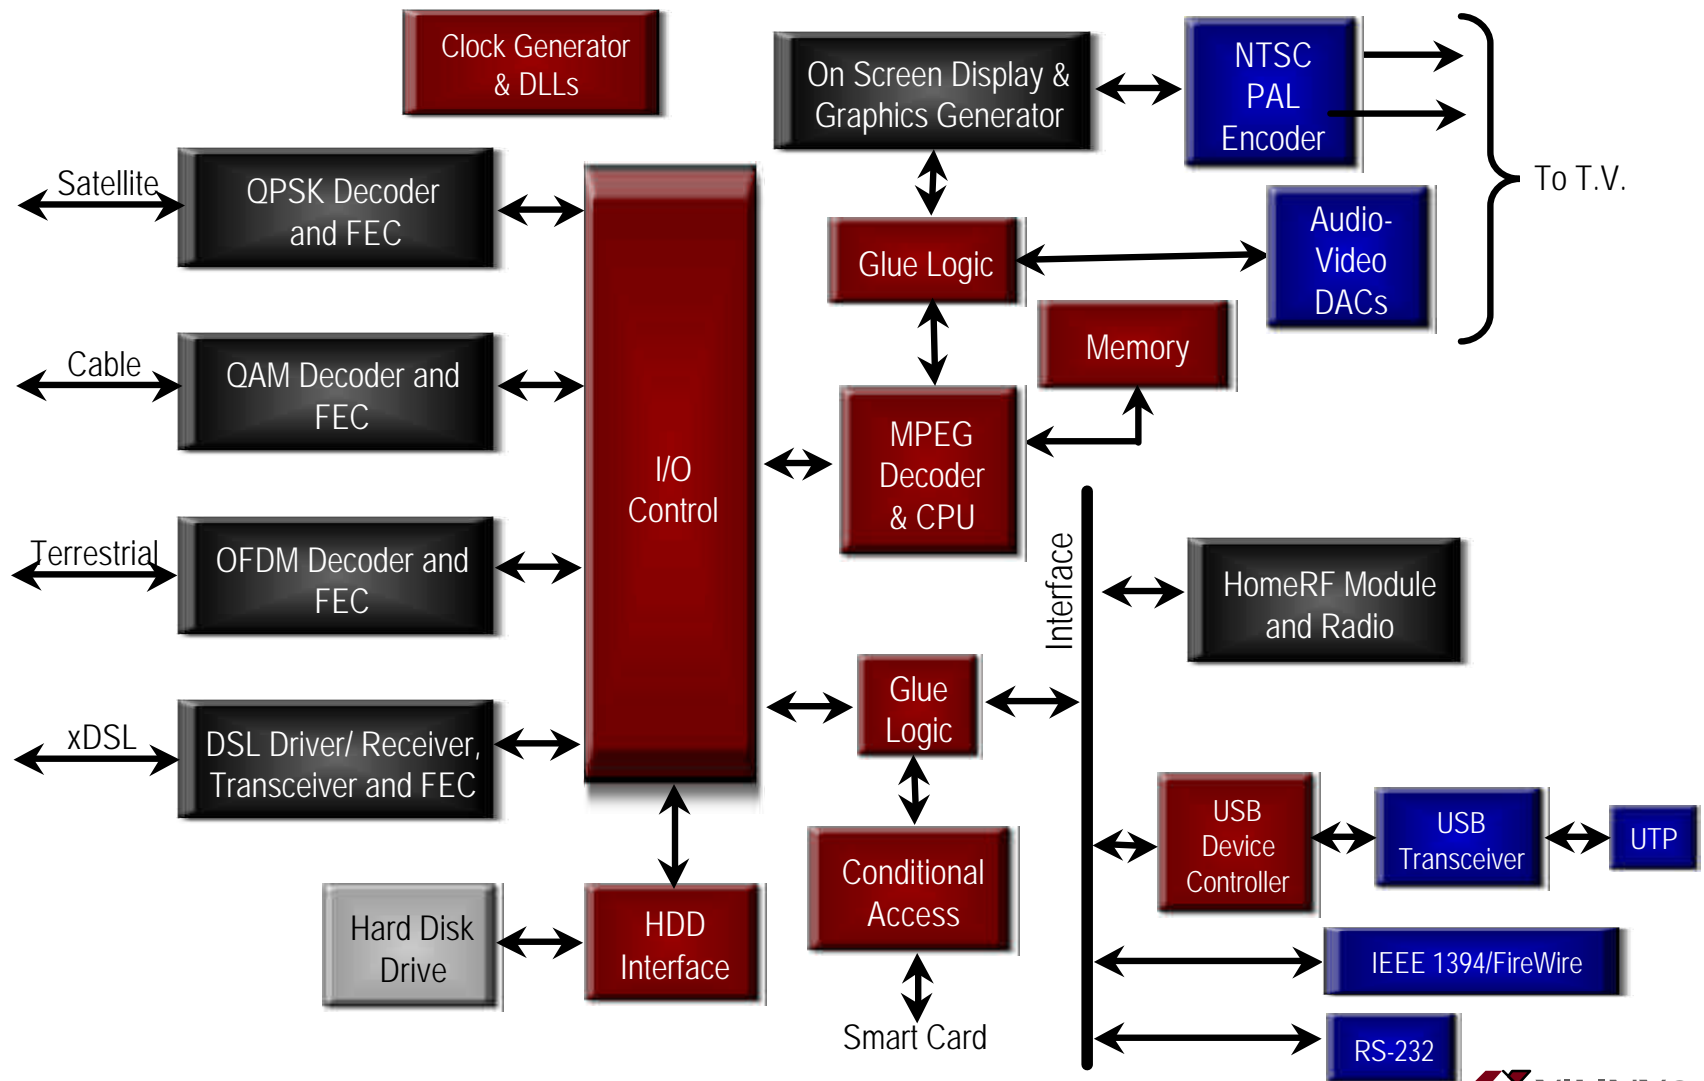 Clock Generator
& DLLs
On Screen Display &
Graphics Generator
NTSC
PAL
Encoder
To T.V.
Satellite
QPSK Decoder
and FEC
Audio-
Video
DACs
Glue Logic
Memory
Cable
QAM Decoder and
FEC
I/O
Control
MPEG
Decoder
& CPU
Terrestrial
OFDM Decoder and
FEC
Interface
HomeRF Module
and Radio
Glue
Logic
xDSL
DSL Driver/ Receiver,
Transceiver and FEC
USB
Device
Controller
USB
Transceiver
UTP
Conditional
Access
Hard Disk
Drive
HDD
Interface
IEEE 1394/FireWire
Smart Card
RS-232